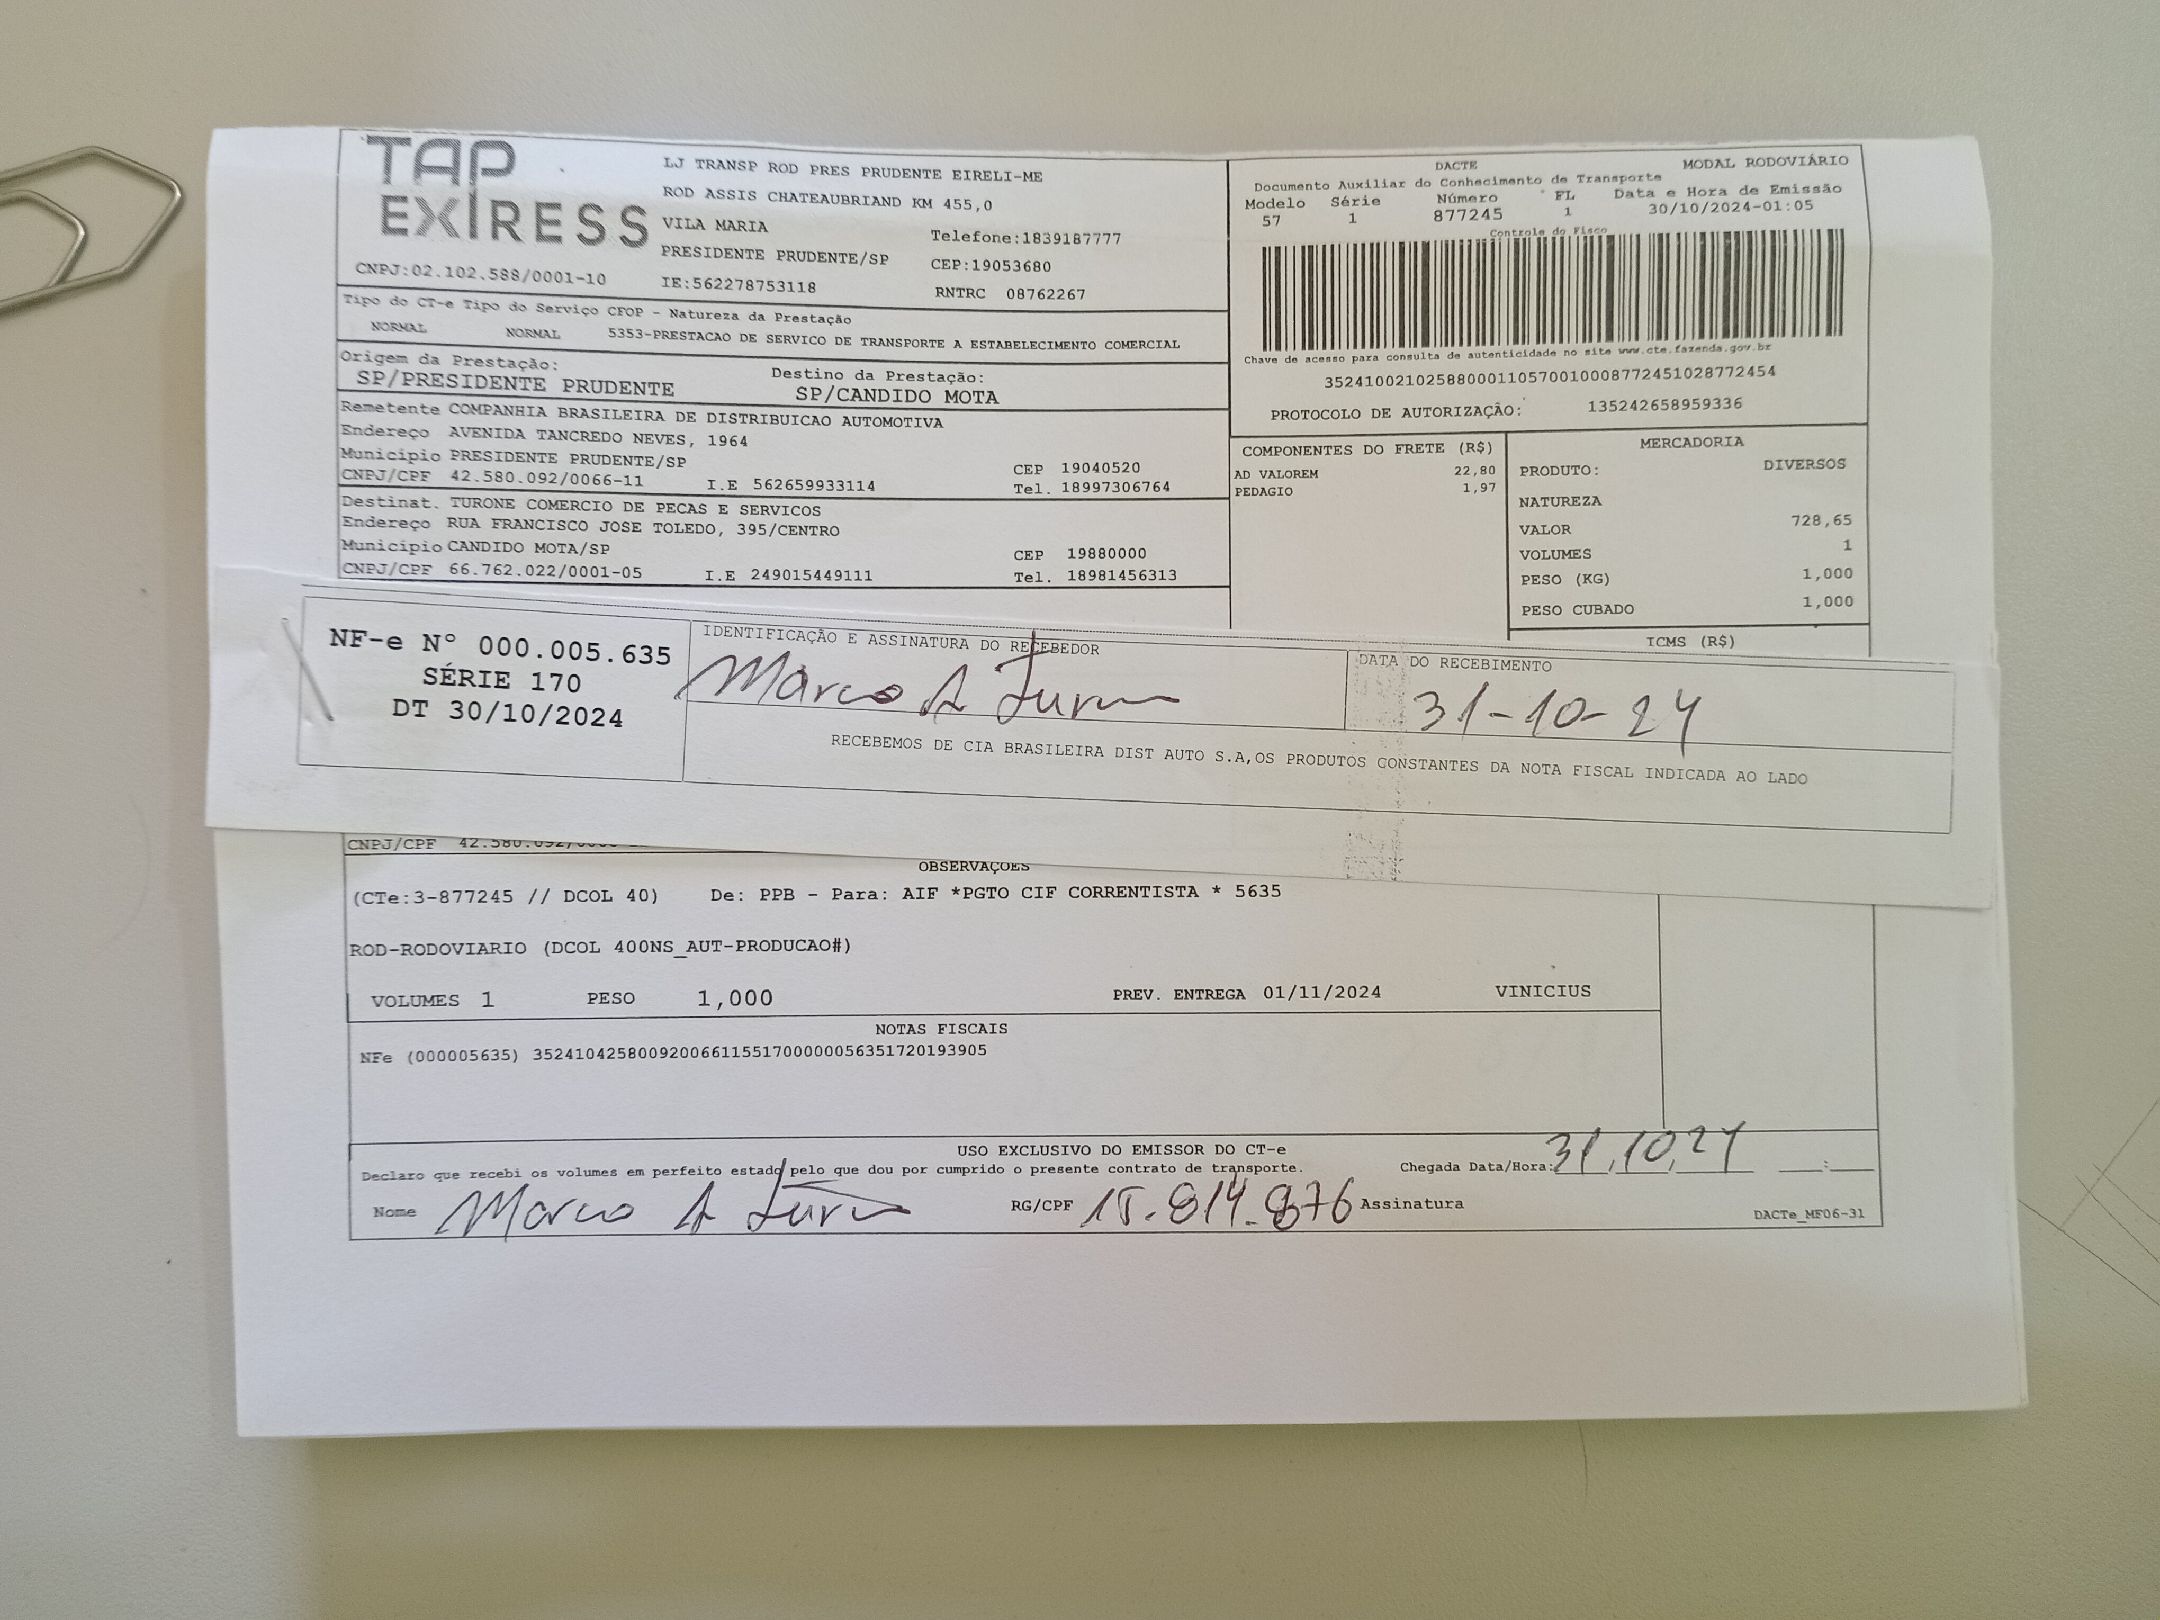 TAP
EXPRESS
CNPJ:02.102.588/0001-10
LJ TRANSP ROD PRES PRUDENTE EIRELI-ME
ROD ASSIS CHATEAUBRIAND KM 455,0
VILA MARIA
Telefone:1839187777
PRESIDENTE PRUDENTE/SP CEP:19053680
IE:562278753118 RNTRC 08762267
DACTE MODAL RODOVIÁRIO
Documento Auxiliar do Conhecimento de Transporte
Modelo Série Número FL Data e Hora de Emissão
57 1 877245 1 30/10/2024-01:05
Controle do Fisco
Chave de acesso para consulta de autenticidade no site www.cte.fazenda.gov.br
35241002102588000110570010008772451028772454
PROTOCOLO DE AUTORIZAÇÃO: 135242658959336
Tipo do CT-e Tipo do Serviço CFOP - Natureza da Prestação
NORMAL NORMAL 5353-PRESTACAO DE SERVICO DE TRANSPORTE A ESTABELECIMENTO COMERCIAL
Origem da Prestação: Destino da Prestação:
SP/PRESIDENTE PRUDENTE SP/CANDIDO MOTA
Remetente COMPANHIA BRASILEIRA DE DISTRIBUICAO AUTOMOTIVA
Endereço AVENIDA TANCREDO NEVES, 1964
Município PRESIDENTE PRUDENTE/SP CEP 19040520
CNPJ/CPF 42.580.092/0066-11 I.E 562659933114 Tel. 18997306764
Destinat. TURONE COMERCIO DE PECAS E SERVICOS
Endereço RUA FRANCISCO JOSE TOLEDO, 395/CENTRO
Município CANDIDO MOTA/SP CEP 19880000
CNPJ/CPF 66.762.022/0001-05 I.E 249015449111 Tel. 18981456313
COMPONENTES DO FRETE (R$)
AD VALOREM 22,80
PEDAGIO 1,97
MERCADORIA
PRODUTO: DIVERSOS
NATUREZA
VALOR 728,65
VOLUMES 1
PESO (KG) 1,000
PESO CUBADO 1,000
ICMS (R$)
NF-e Nº 000.005.635
SÉRIE 170
DT 30/10/2024
IDENTIFICAÇÃO E ASSINATURA DO RECEBEDOR
Marco A
DATA DO RECEBIMENTO
31-10-24
RECEBEMOS DE CIA BRASILEIRA DIST AUTO S.A,OS PRODUTOS CONSTANTES DA NOTA FISCAL INDICADA AO LADO
CNPJ/CPF
OBSERVAÇOES
(CTe:3-877245 // DCOL 40) De: PPB - Para: AIF *PGTO CIF CORRENTISTA * 5635
ROD-RODOVIARIO (DCOL 400NS_AUT-PRODUCAO#)
VOLUMES 1 PESO 1,000 PREV. ENTREGA 01/11/2024 VINICIUS
NOTAS FISCAIS
NFe (000005635) 35241042580092006611551700000056351720193905
USO EXCLUSIVO DO EMISSOR DO CT-e
Declaro que recebi os volumes em perfeito estado pelo que dou por cumprido o presente contrato de transporte. Chegada Data/Hora: 31.10.24
Nome Marco A RG/CPF 15.814.876 Assinatura
DACTe_MF06-31